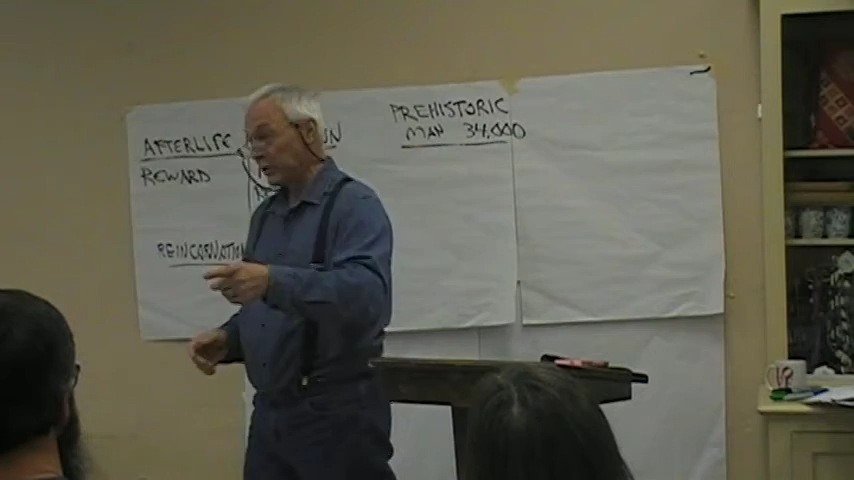 AFTERLIFE
REWARD
REINCARNATION
PREHISTORIC
MAN 34,000